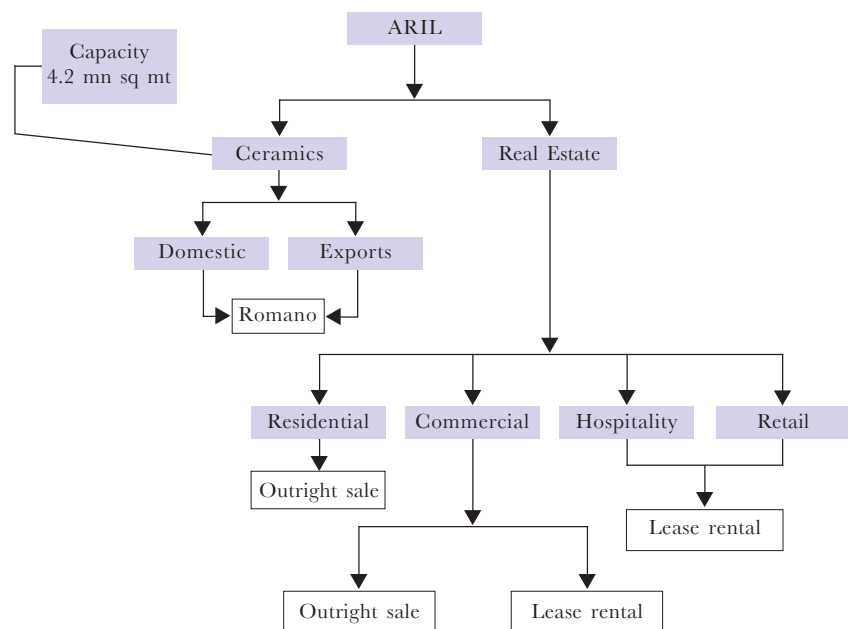 ARIL
Capacity
4.2 mn sq mt
Ceramics
Real Estate
Domestic
Exports
Romano
Residential
Commercial
Hospitality
Retail
Outright sale
Lease rental
Outright sale
Lease rental